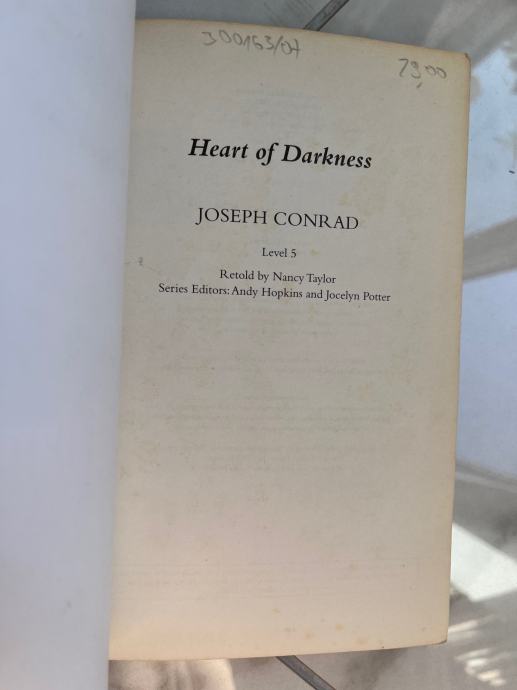 300163/07
79,00
Heart of Darkness
JOSEPH CONRAD
Level 5
Retold by Nancy Taylor
Series Editors: Andy Hopkins and Jocelyn Potter